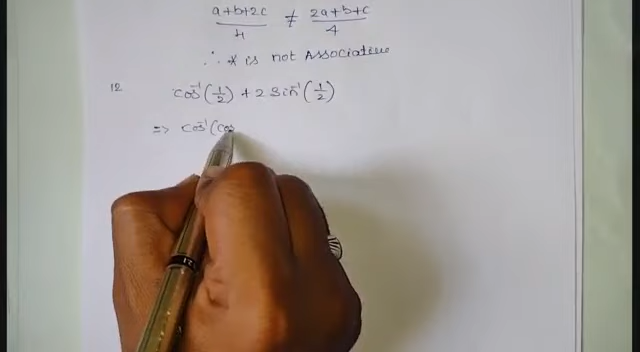 a+b+2c / 4 ≠ 2a+b+c / 4
∴ * is not Associative
12 cos⁻¹(1/2) + 2 Sin⁻¹(1/2)
=> cos⁻¹(cos